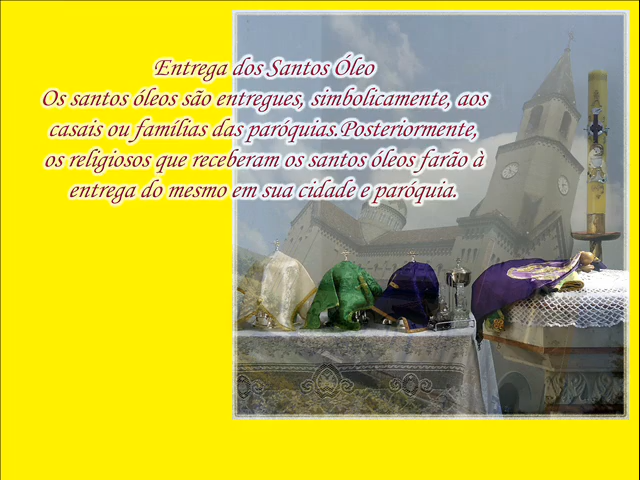 Entrega dos Santos Óleo
Os santos óleos são entregues, simbolicamente, aos
casais ou famílias das paróquias.Posteriormente,
os religiosos que receberam os santos óleos farão à
entrega do mesmo em sua cidade e paróquia.